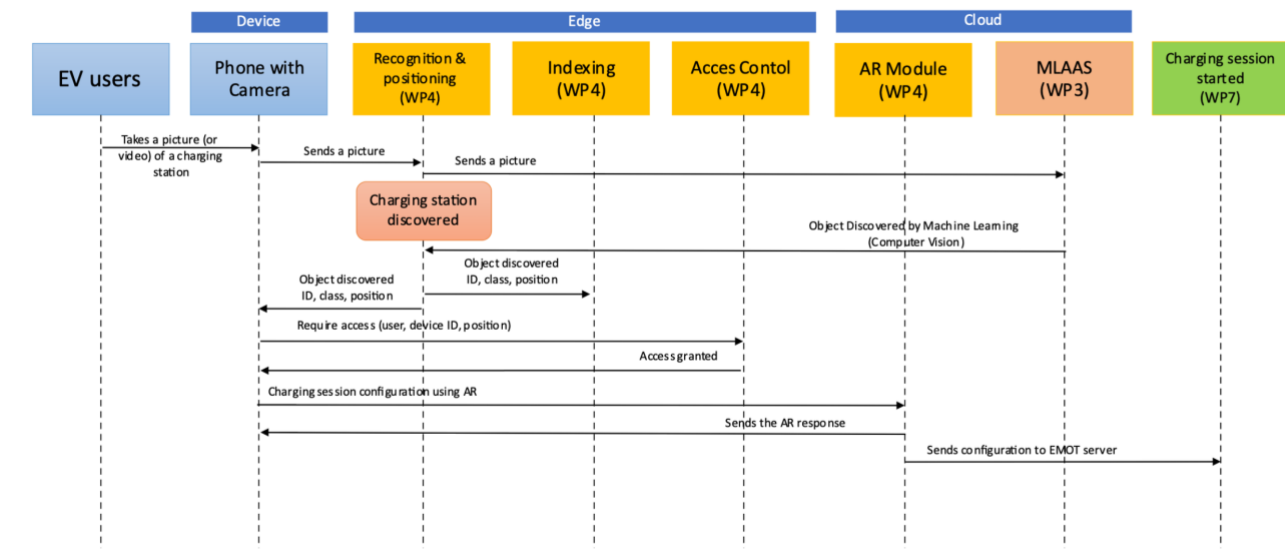 Device
Edge
Cloud
EV users
Phone with
Camera
Recognition &
positioning
(WP4)
Indexing
(WP4)
Acces Contol
(WP4)
AR Module
(WP4)
MLAAS
(WP3)
Charging session
started
(WP7)
Takes a picture (or
video) of a charging
station
Sends a picture
Sends a picture
Charging station
discovered
Object Discovered by Machine Learning
(Computer Vision)
Object discovered
ID, class, position
Object discovered
ID, class, position
Require access (user, device ID, position)
Access granted
Charging session configuration using AR
Sends the AR response
Sends configuration to EMOT server